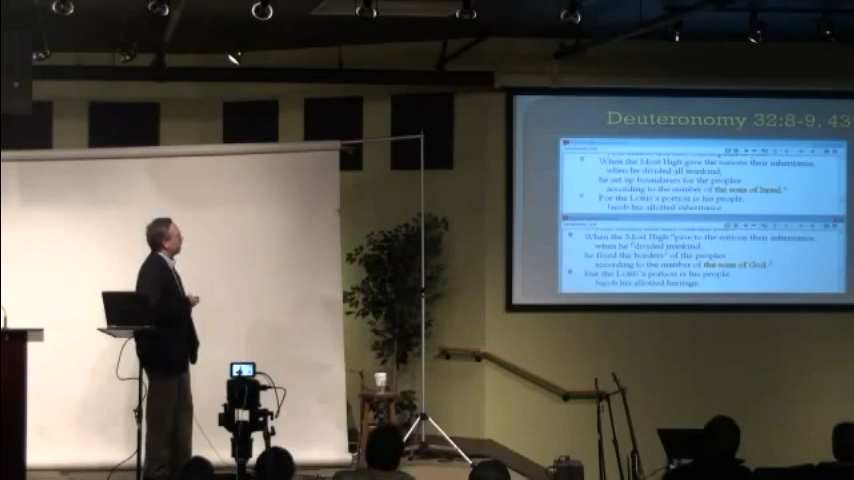 Deuteronomy 32:8-9. 43
8 When the Most High gave the nations their inheritance,
when he divided all mankind,
he set up boundaries for the peoples
according to the number of the sons of Israel.
9 For the LORD's portion is his people,
Jacob his allotted inheritance
8 When the Most High gave to the nations their inheritance,
when he divided mankind,
he fixed the borders of the peoples
according to the number of the sons of God.
9 But the LORD's portion is his people,
Jacob his allotted heritage